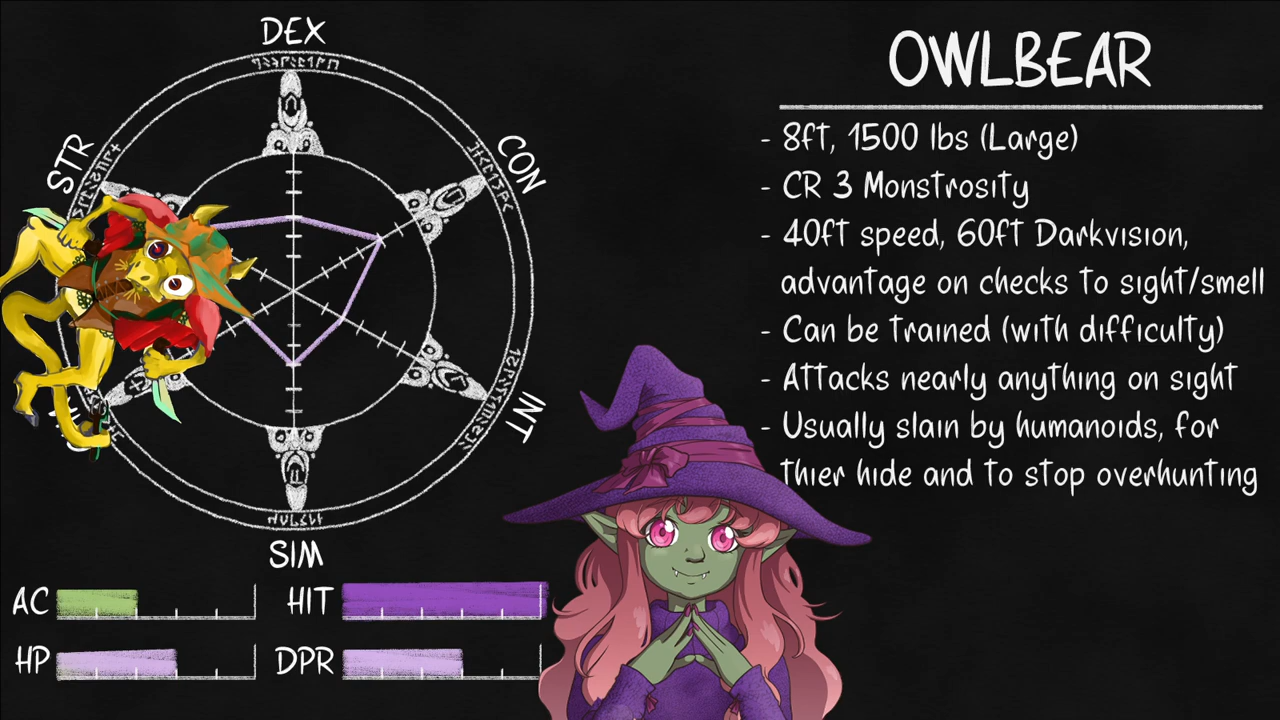 DEX
STR
CON
INT
SIM
AC
HIT
HP
DPR
OWLBEAR
- 8ft, 1500 lbs (Large)
- CR 3 Monstrosity
- 40ft speed, 60ft Darkvision,
advantage on checks to sight/smell
- Can be trained (with difficulty)
- Attacks nearly anything on sight
- Usually slain by humanoids, for
thier hide and to stop overhunting